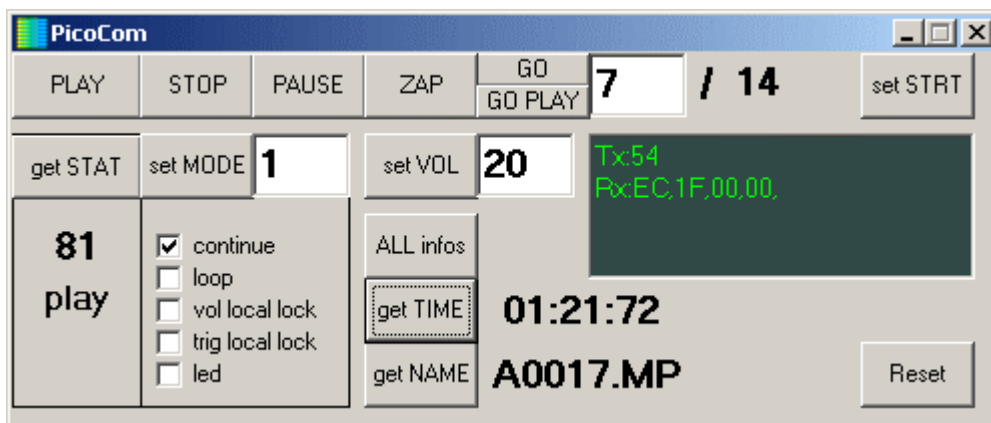 PicoCom
PLAY STOP PAUSE ZAP GO 7 / 14 set STRT
GO PLAY
get STAT set MODE 1 set VOL 20 Tx:54
Rx:EC,1F,00,00,
81 continue ALL infos
loop
play vol local lock get TIME 01:21:72
trig local lock
led get NAME A0017.MP Reset